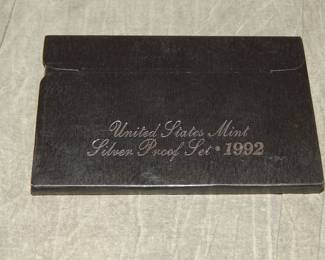 United States Mint
Silver Proof Set • 1992